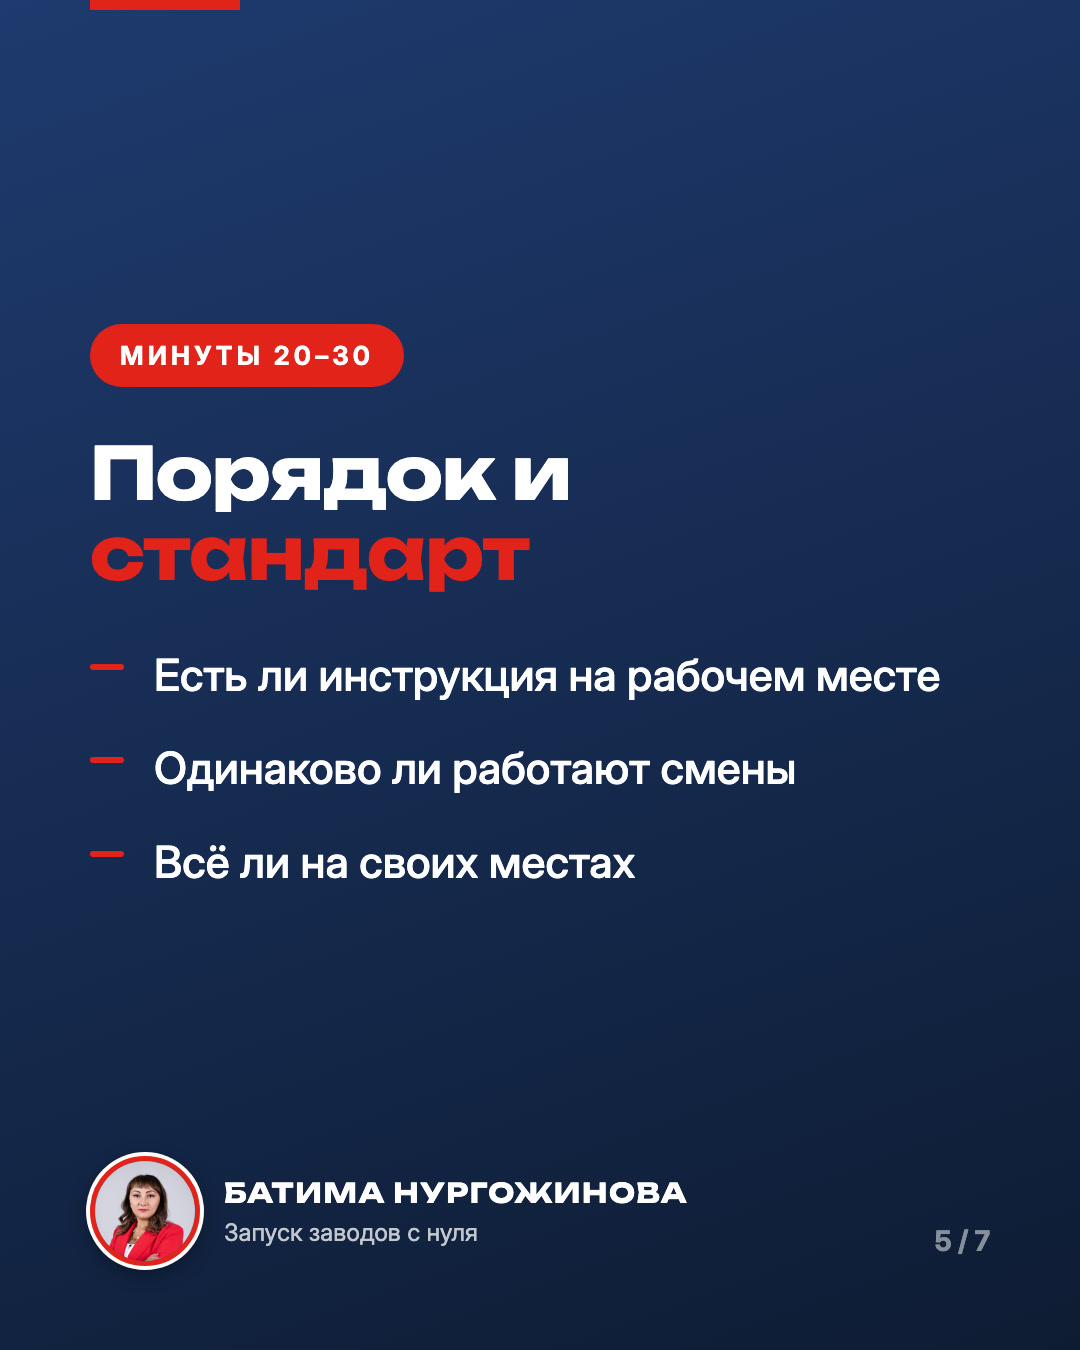 МИНУТЫ 20–30
Порядок и
стандарт
Есть ли инструкция на рабочем месте
Одинаково ли работают смены
Всё ли на своих местах
БАТИМА НУРГОЖИНОВА
Запуск заводов с нуля
5 / 7